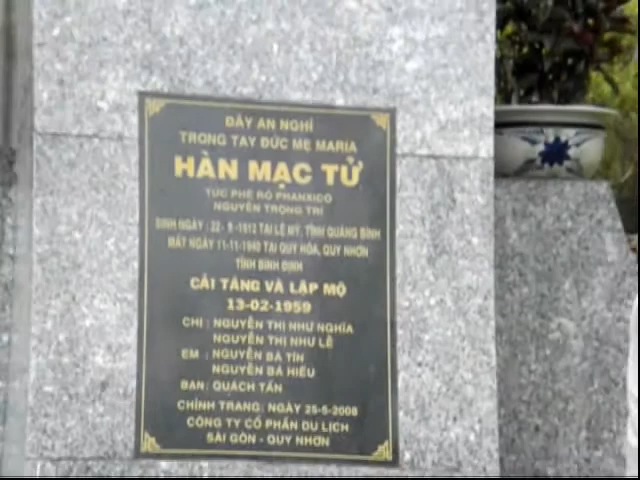 ĐÂY AN NGHỈ
TRONG TAY ĐỨC MẸ MARIA
HÀN MẠC TỬ
TỤC PHÊ RÔ PHANXICÔ
NGUYỄN TRỌNG TRÍ
SINH NGÀY : 22- 9 -1912 TẠI LỆ MỸ, TỈNH QUẢNG BÌNH
MẤT NGÀY 11-11-1940 TẠI QUY HÒA, QUY NHƠN
TỈNH BÌNH ĐỊNH
CẢI TÁNG VÀ LẬP MỘ
13-02-1959
CHỊ : NGUYỄN THỊ NHƯ NGHĨA
NGUYỄN THỊ NHƯ LỄ
EM : NGUYỄN BÁ TÍN
NGUYỄN BÁ HIẾU
BẠN: QUÁCH TẤN
CHỈNH TRANG: NGÀY 25-5-2008
CÔNG TY CỔ PHẦN DU LỊCH
SÀI GÒN - QUY NHƠN